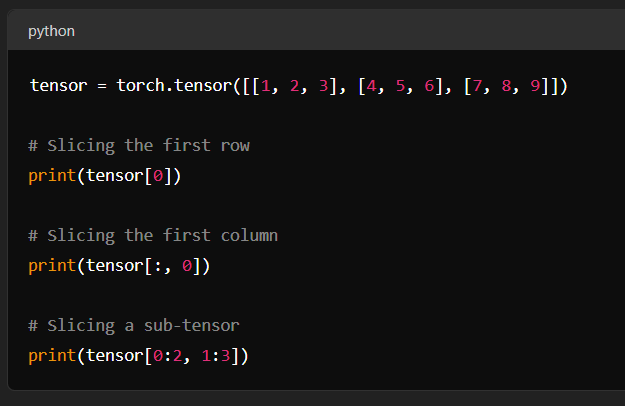 python
tensor = torch.tensor([[1, 2, 3], [4, 5, 6], [7, 8, 9]])
# Slicing the first row
print(tensor[0])
# Slicing the first column
print(tensor[:, 0])
# Slicing a sub-tensor
print(tensor[0:2, 1:3])